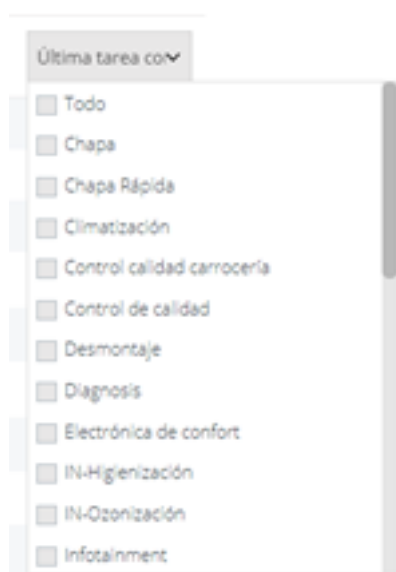 Última tarea con
Todo
Chapa
Chapa Rápida
Climatización
Control calidad carrocería
Control de calidad
Desmontaje
Diagnosis
Electrónica de confort
IN-Higienización
IN-Ozonización
Infotainment